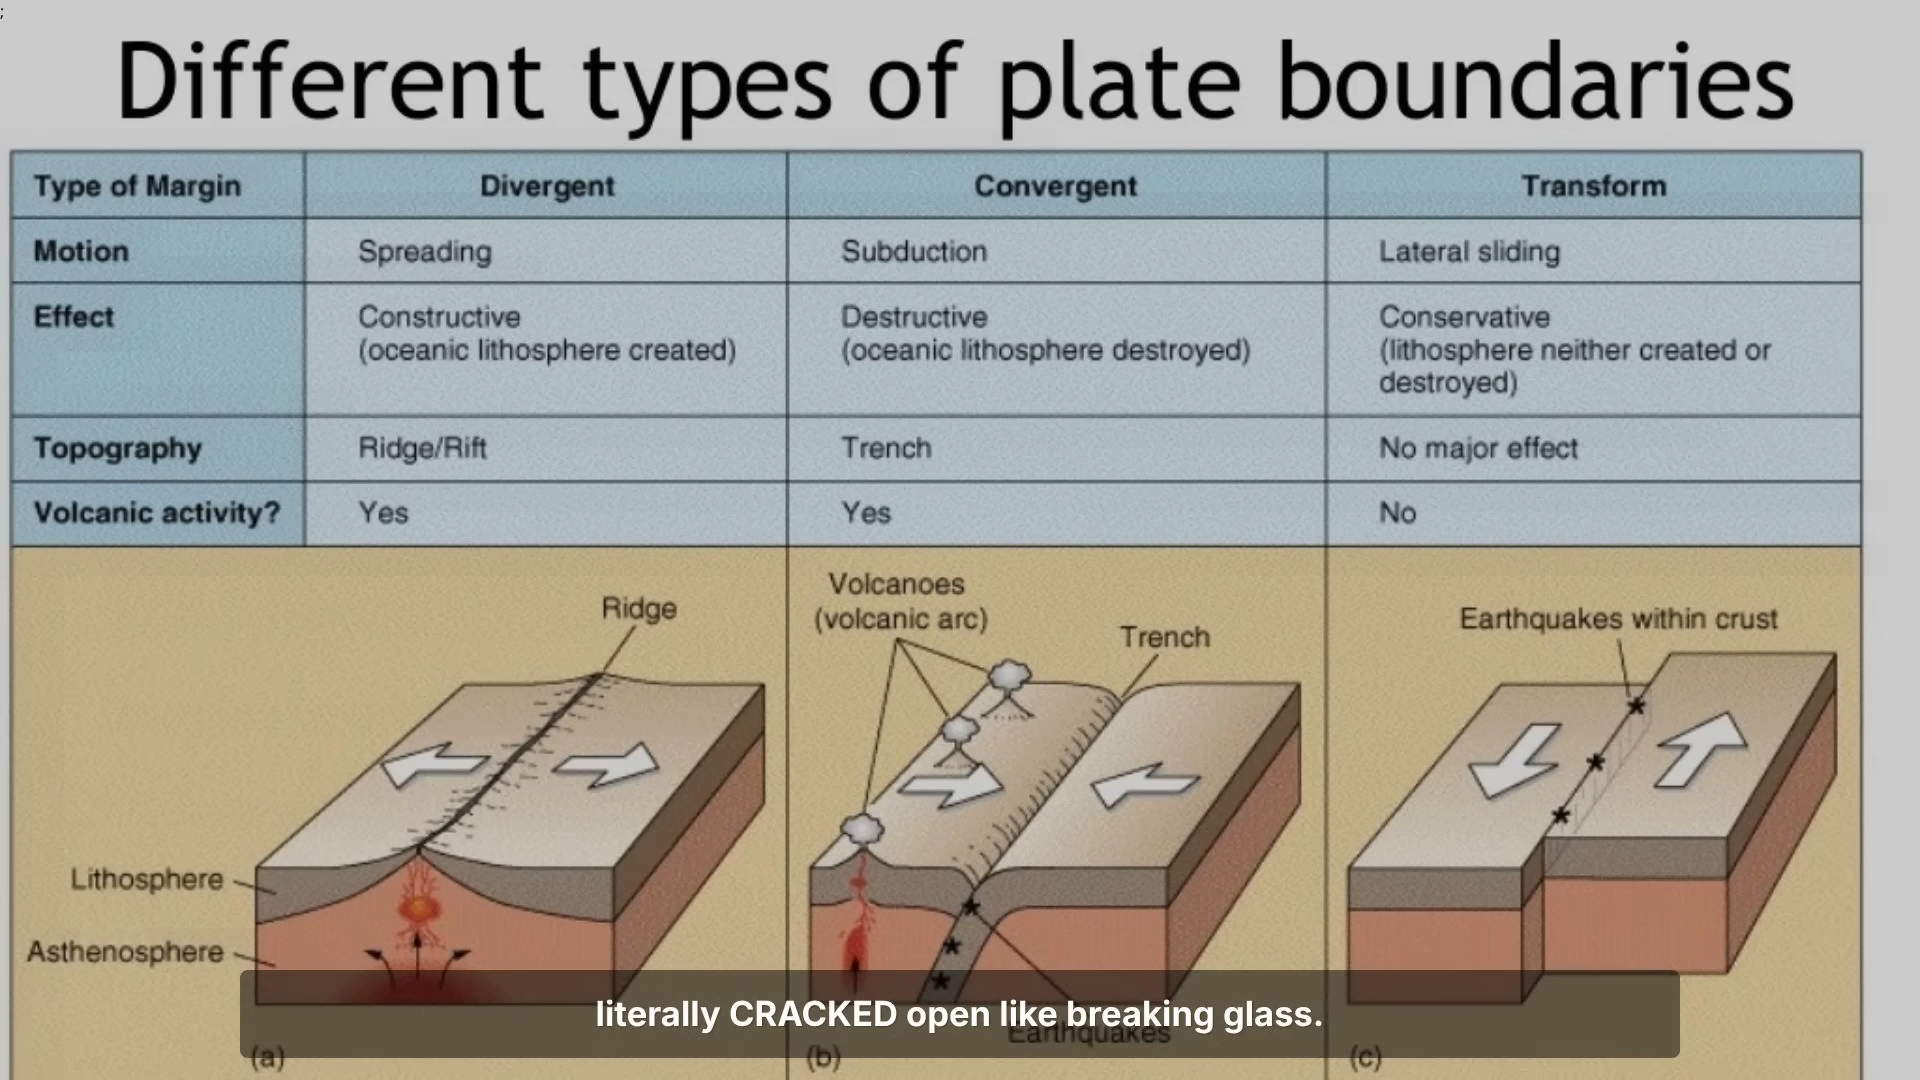 ;
Different types of plate boundaries
Type of Margin Divergent Convergent Transform
Motion Spreading Subduction Lateral sliding
Effect Constructive Destructive Conservative
(oceanic lithosphere created) (oceanic lithosphere destroyed) (lithosphere neither created or
destroyed)
Topography Ridge/Rift Trench No major effect
Volcanic activity? Yes Yes No
Ridge
Lithosphere
Asthenosphere
(a)
Volcanoes
(volcanic arc)
Trench
Earthquakes
(b)
Earthquakes within crust
(c)
literally CRACKED open like breaking glass.